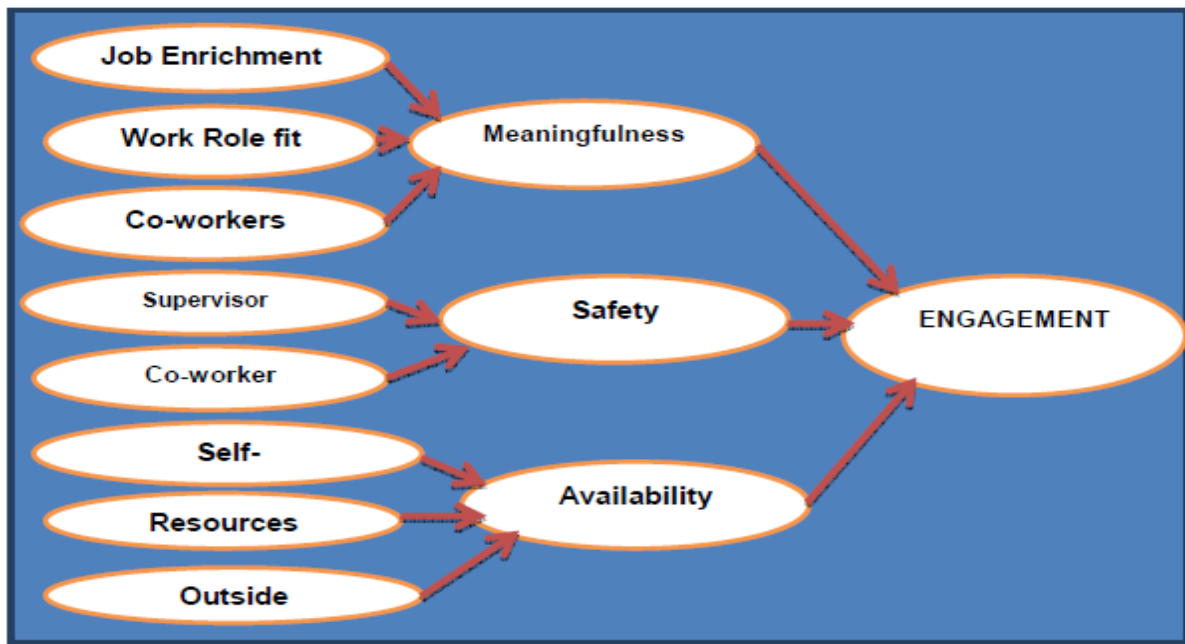 Job Enrichment
Work Role fit
Co-workers
Supervisor
Co-worker
Self-
Resources
Outside
Meaningfulness
Safety
Availability
ENGAGEMENT